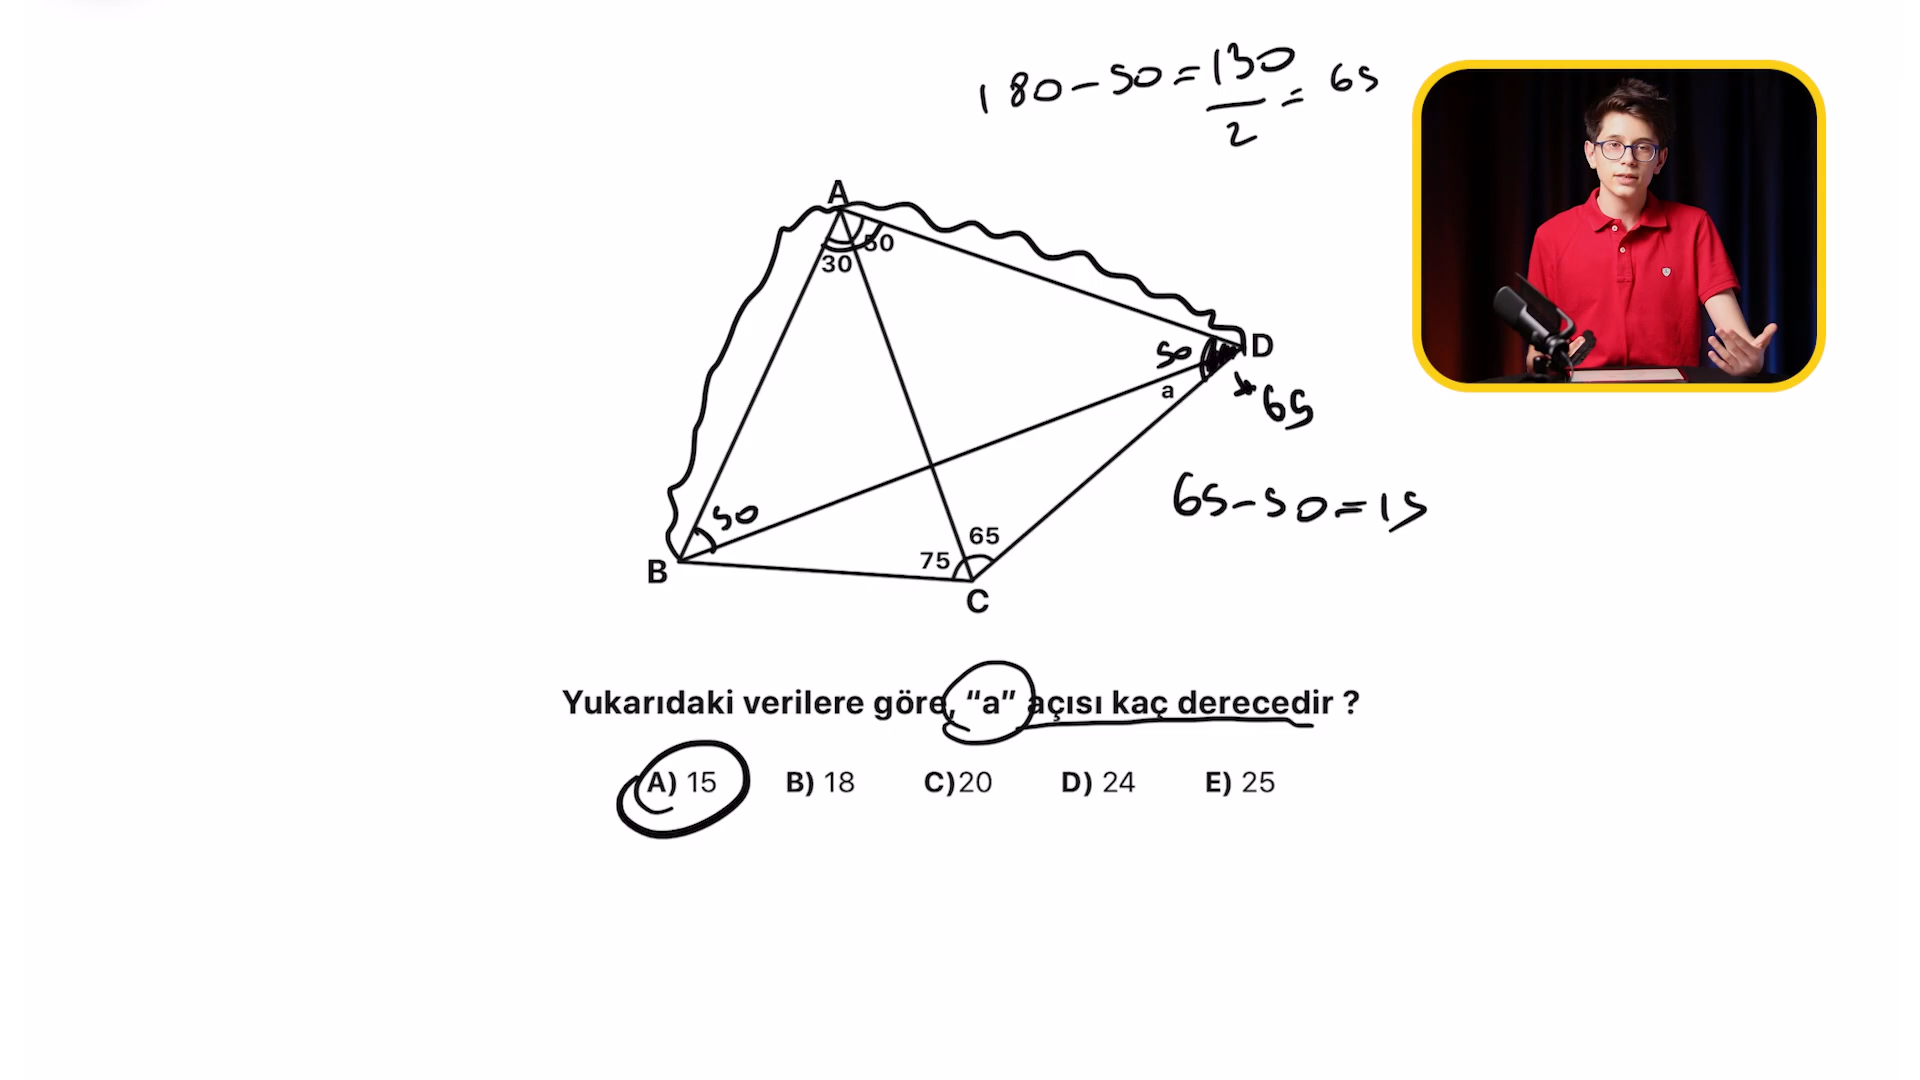 180-50=130/2=65
A
50
30
D
50
a
65
50
65-50=15
65
75
B
C
Yukarıdaki verilere göre, “a” açısı kaç derecedir ?
A) 15 B) 18 C)20 D) 24 E) 25